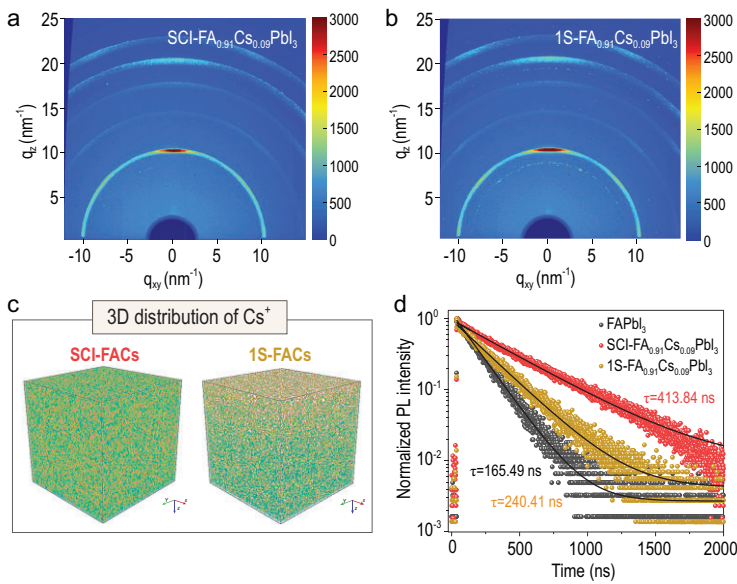 a
SCI-FA0.91Cs0.09PbI3
qz (nm-1)
25
20
15
10
5
-10
-5
0
5
10
qxy (nm-1)
3000
2500
2000
1500
1000
500
0
b
1S-FA0.91Cs0.09PbI3
qz (nm-1)
25
20
15
10
5
-10
-5
0
5
10
qxy (nm-1)
3000
2500
2000
1500
1000
500
0
c
3D distribution of Cs+
SCI-FACs
1S-FACs
y
x
z
y
x
z
d
Normalized PL intensity
100
10-1
10-2
10-3
FAPbI3
SCI-FA0.91Cs0.09PbI3
1S-FA0.91Cs0.09PbI3
τ=413.84 ns
τ=165.49 ns
τ=240.41 ns
0
500
1000
1500
2000
Time (ns)